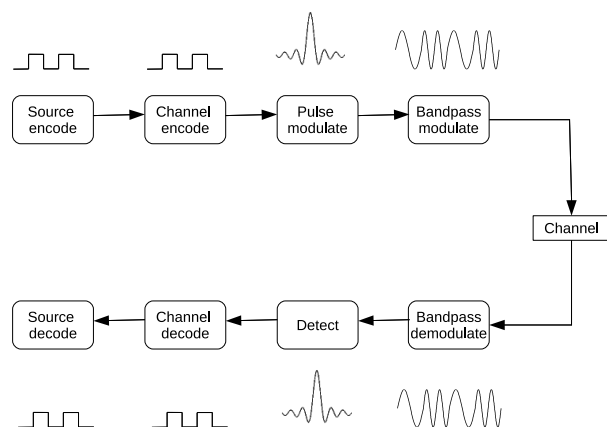 Source
encode
Channel
encode
Pulse
modulate
Bandpass
modulate
Channel
Source
decode
Channel
decode
Detect
Bandpass
demodulate